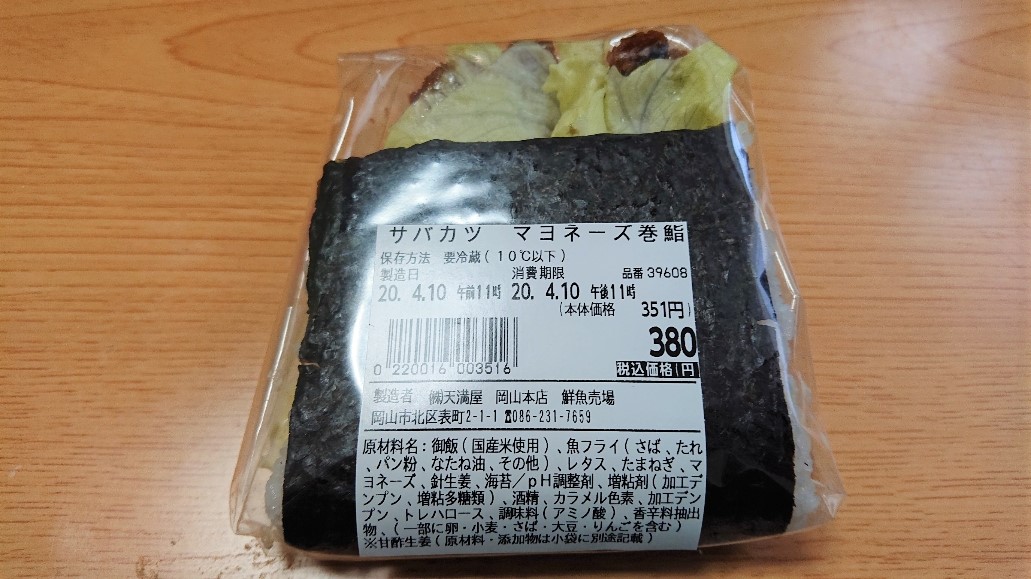 サバカツ マヨネーズ巻鮨
保存方法 要冷蔵(10℃以下)
製造日 消費期限 品番39608
20. 4.10 午前11時 20. 4.10 午後11時
(本体価格 351円)
380
税込価格(円
0 220016 003516
製造者 ㈱天満屋 岡山本店 鮮魚売場
岡山市北区表町2-1-1 ☎086-231-7659
原材料名:御飯(国産米使用)、魚フライ(さば、たれ
、パン粉、なたね油、その他)、レタス、たまねぎ、マ
ヨネーズ、針生姜、海苔/pH調整剤、増粘剤(加工デ
ンプン、増粘多糖類)、酒精、カラメル色素、加工デン
プン、トレハロース、調味料(アミノ酸)、香辛料抽出
物、(一部に卵・小麦・さば・大豆・りんごを含む)
※甘酢生姜(原材料・添加物は小袋に別途記載)